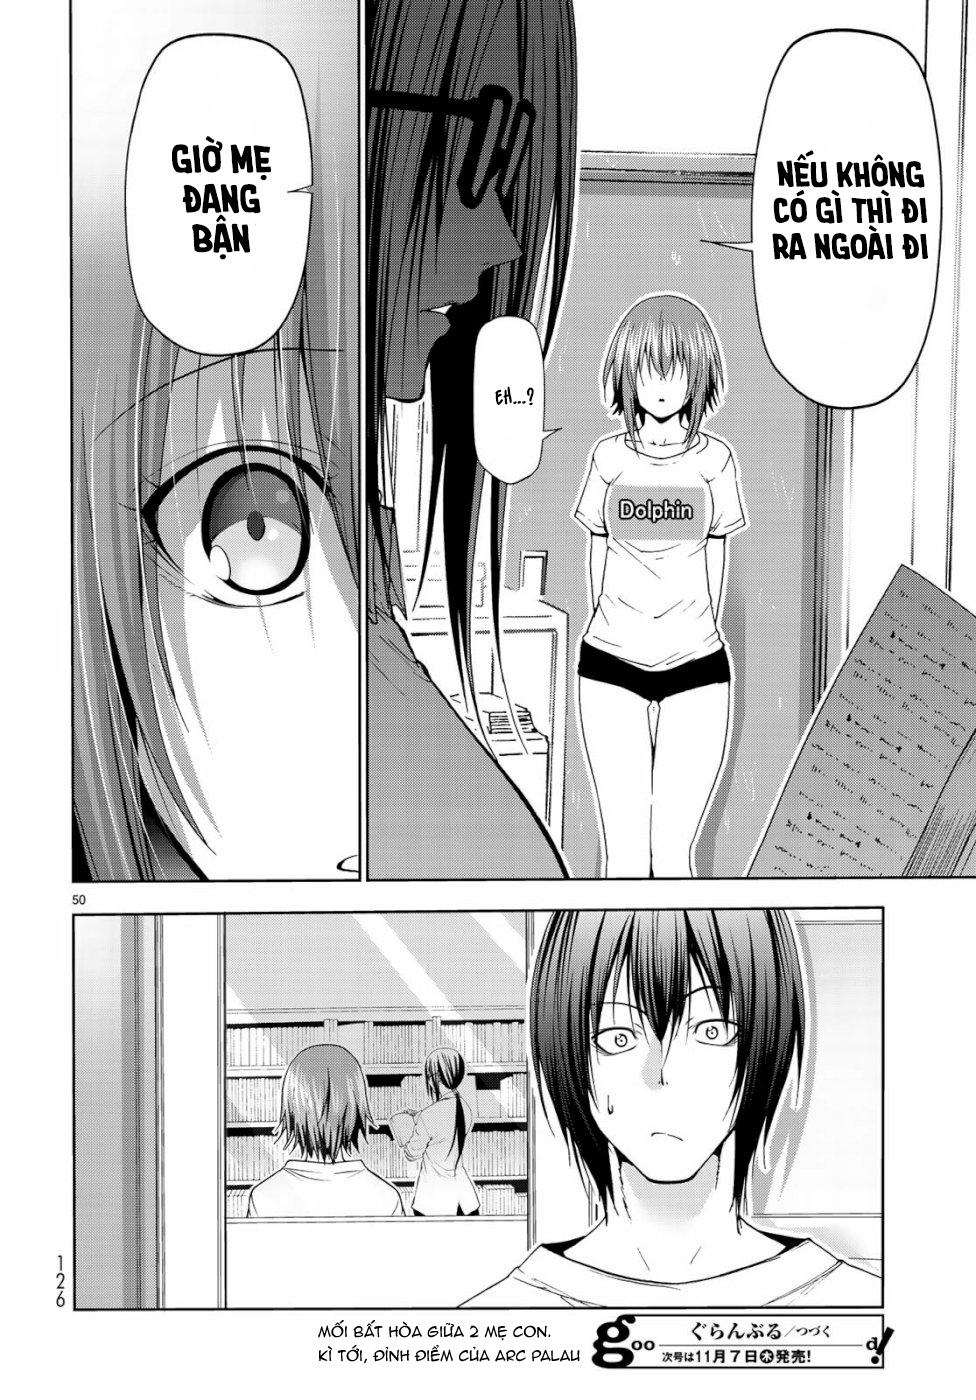 NẾU KHÔNG
CÓ GÌ THÌ ĐI
RA NGOÀI ĐI
EH...?
Dolphin
GIỜ MẸ
ĐANG
BẬN
50
126
MỐI BẤT HÒA GIỮA 2 MẸ CON.
KÌ TỚI, ĐỈNH ĐIỂM CỦA ARC PALAU
good!
ぐらんぶる／つづく
次号は11月7日㊍発売！